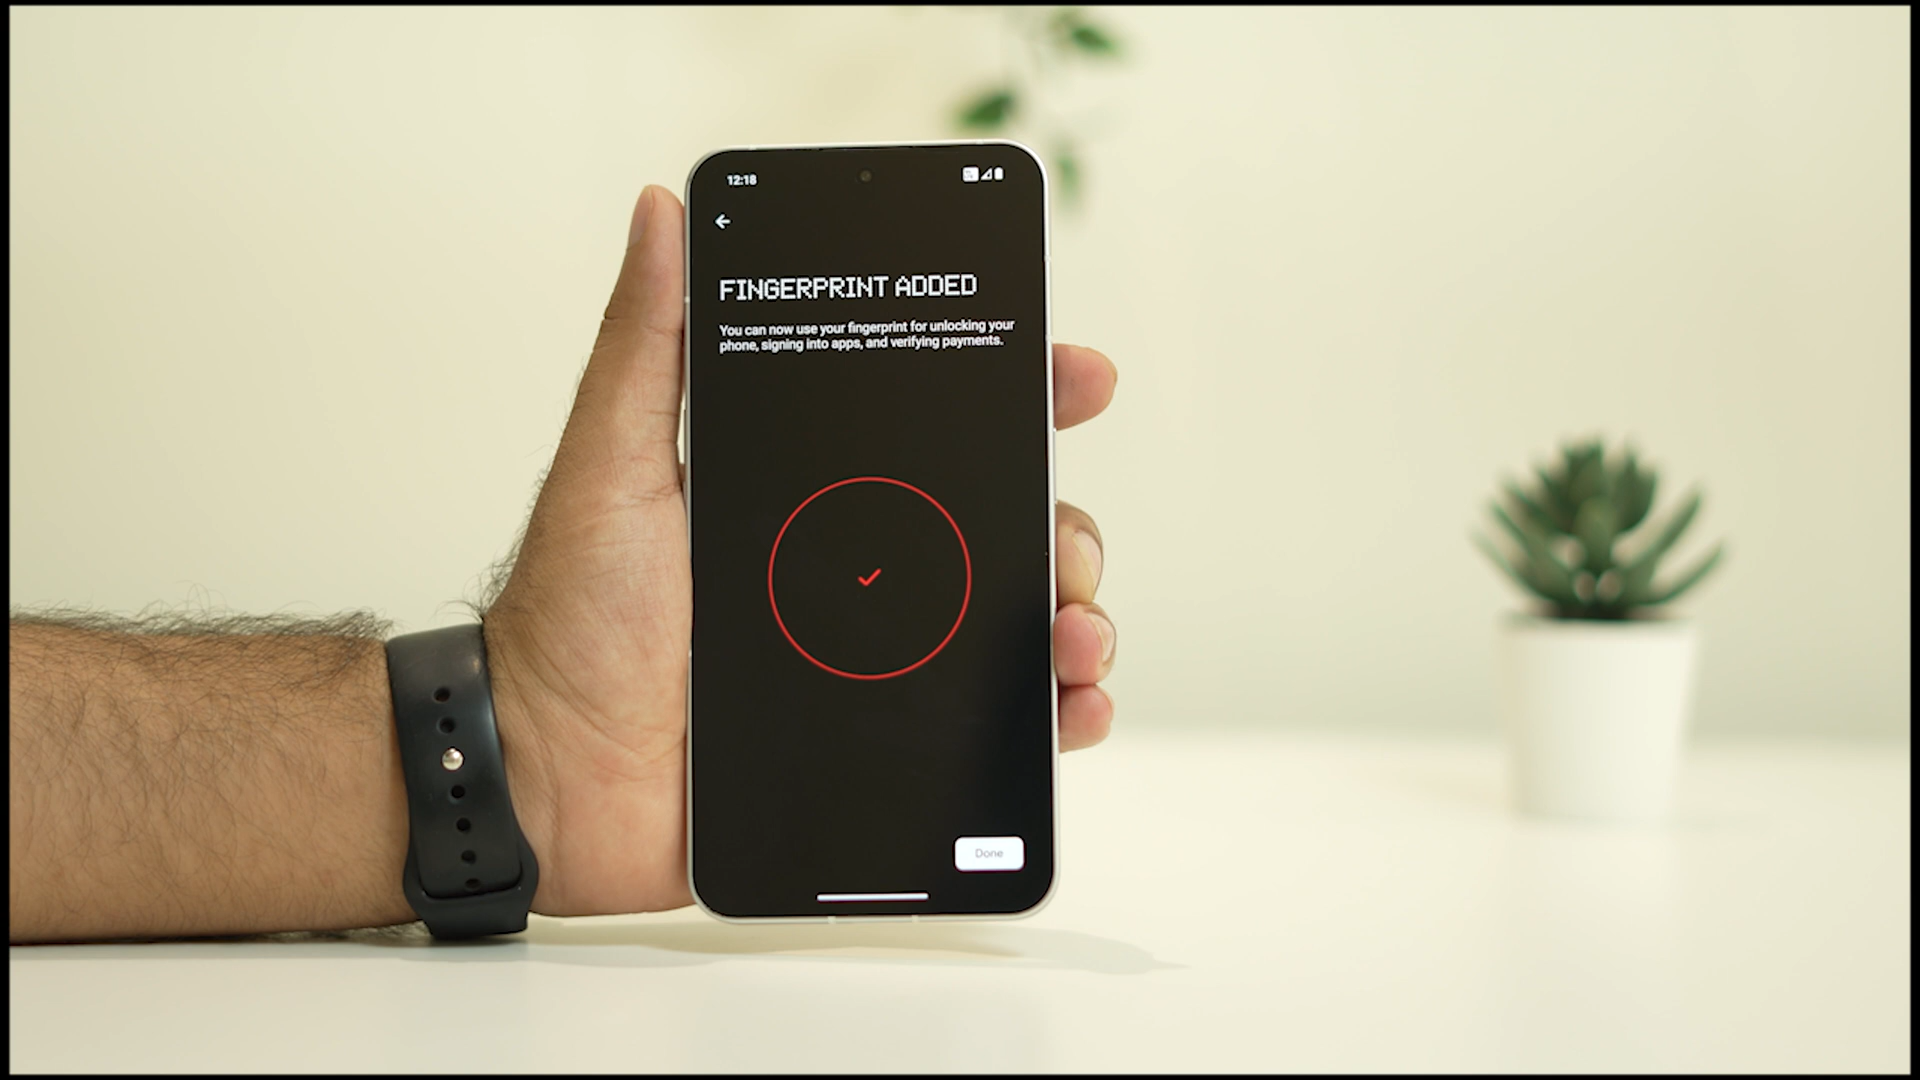 12:18
FINGERPRINT ADDED
You can now use your fingerprint for unlocking your
phone, signing into apps, and verifying payments.
Done